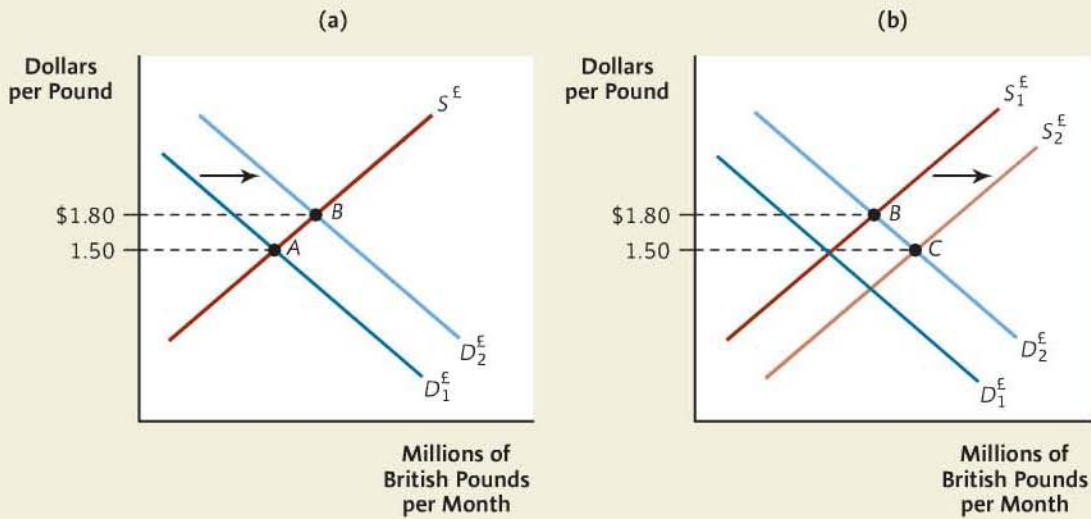 (a)
Dollars
per Pound
$1.80
1.50
S£
B
A
D£2
D£1
Millions of
British Pounds
per Month
(b)
Dollars
per Pound
$1.80
1.50
S£1
S£2
B
C
D£2
D£1
Millions of
British Pounds
per Month